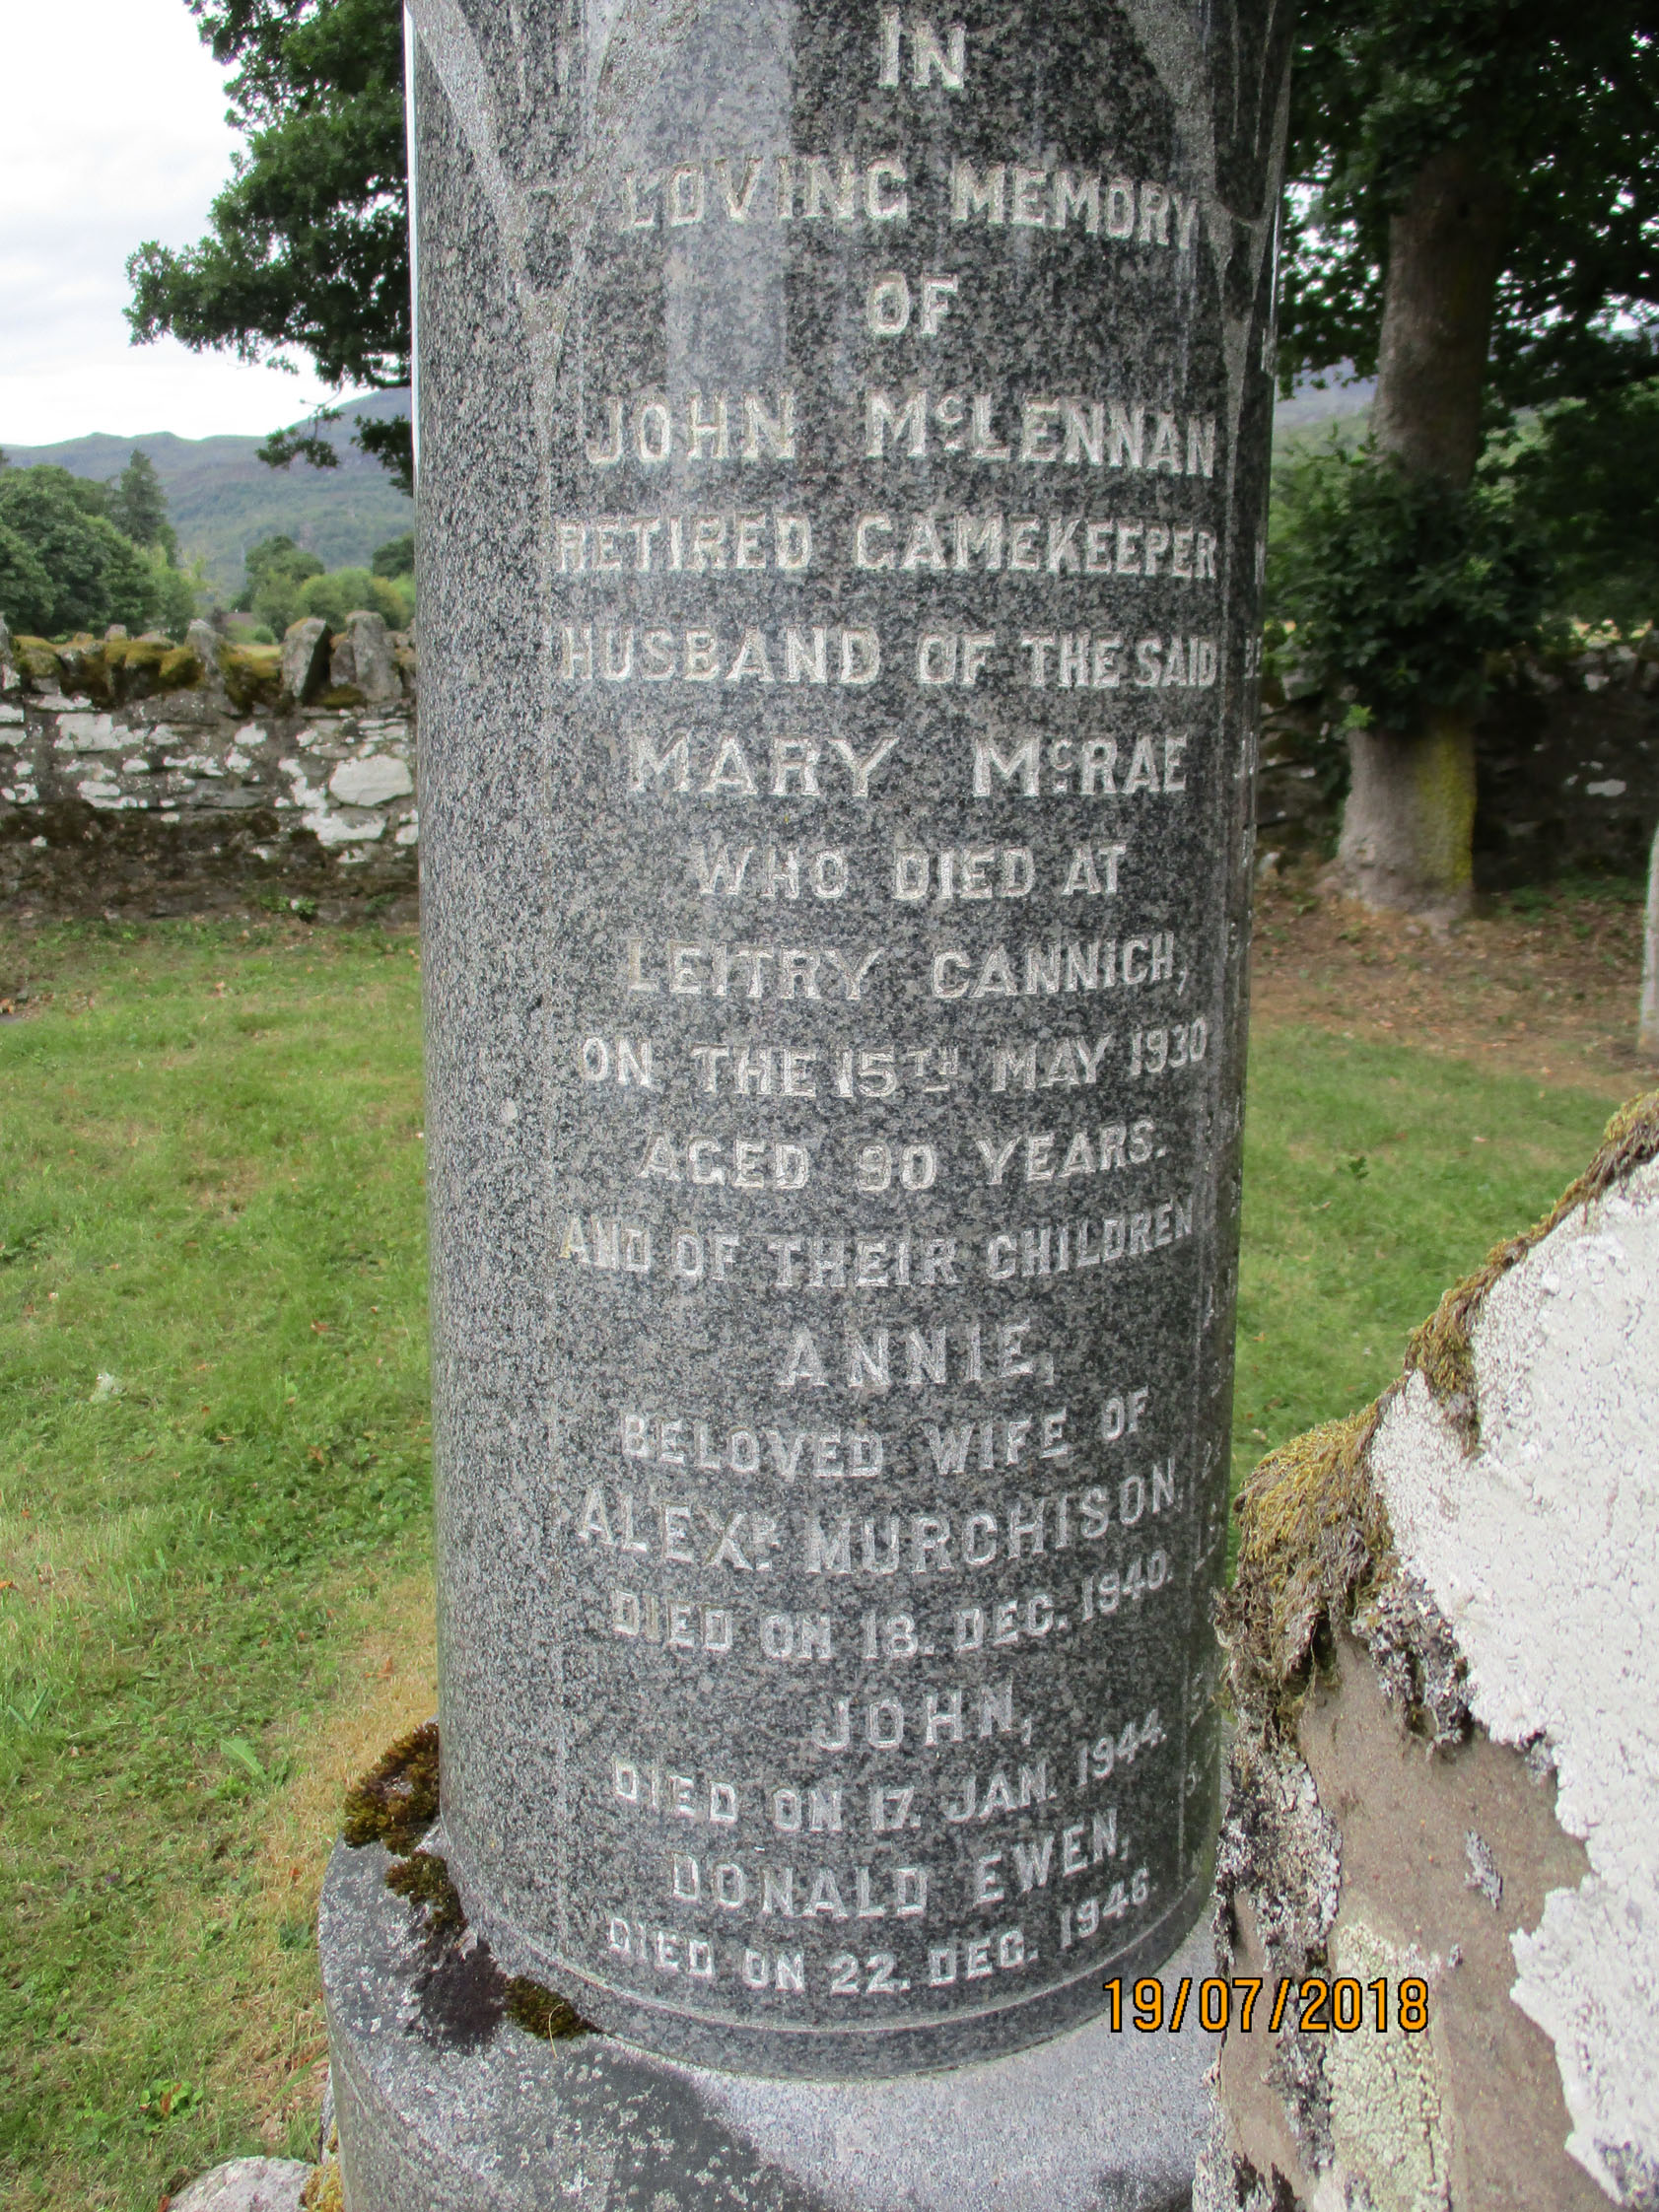 IN
LOVING MEMORY
OF
JOHN McLENNAN
RETIRED GAMEKEEPER
HUSBAND OF THE SAID
MARY McRAE
WHO DIED AT
LEITRY CANNICH,
ON THE 15TH MAY 1930
AGED 90 YEARS.
AND OF THEIR CHILDREN
ANNIE,
BELOVED WIFE OF
ALEXR. MURCHISON,
DIED ON 18. DEC. 1940.
JOHN,
DIED ON 17. JAN. 1944.
DONALD EWEN,
DIED ON 22. DEC. 1946.
19/07/2018